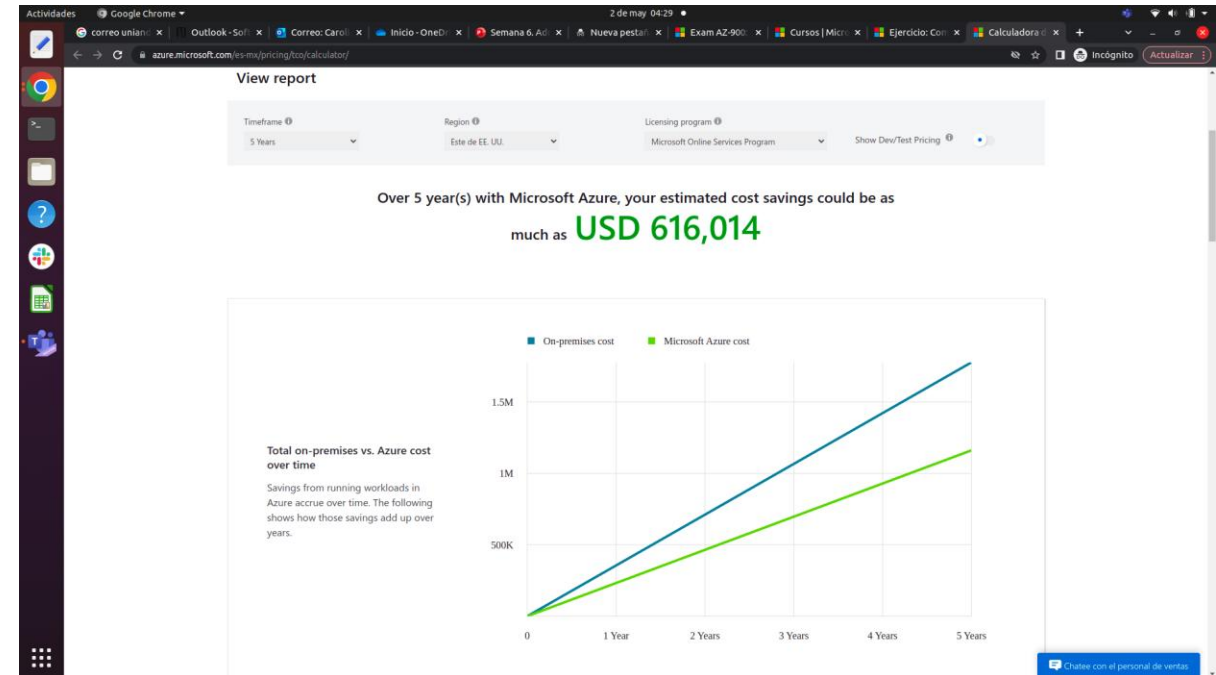 Actividades
Google Chrome
2 de may 04:29
correo uniand
Outlook - Soft
Correo: Carol
Inicio - OneDr
Semana 6. Ad
Nueva pestañ
Exam AZ-900:
Cursos | Micro
Ejercicio: Com
Calculadora d
azure.microsoft.com/es-mx/pricing/tco/calculator/
Incógnito
Actualizar
View report
Timeframe
Region
Licensing program
5 Years
Este de EE. UU.
Microsoft Online Services Program
Show Dev/Test Pricing
Over 5 year(s) with Microsoft Azure, your estimated cost savings could be as
much as USD 616,014
On-premises cost
Microsoft Azure cost
1.5M
1M
500K
Total on-premises vs. Azure cost
over time
Savings from running workloads in
Azure accrue over time. The following
shows how those savings add up over
years.
0
1 Year
2 Years
3 Years
4 Years
5 Years
Chatee con el personal de ventas